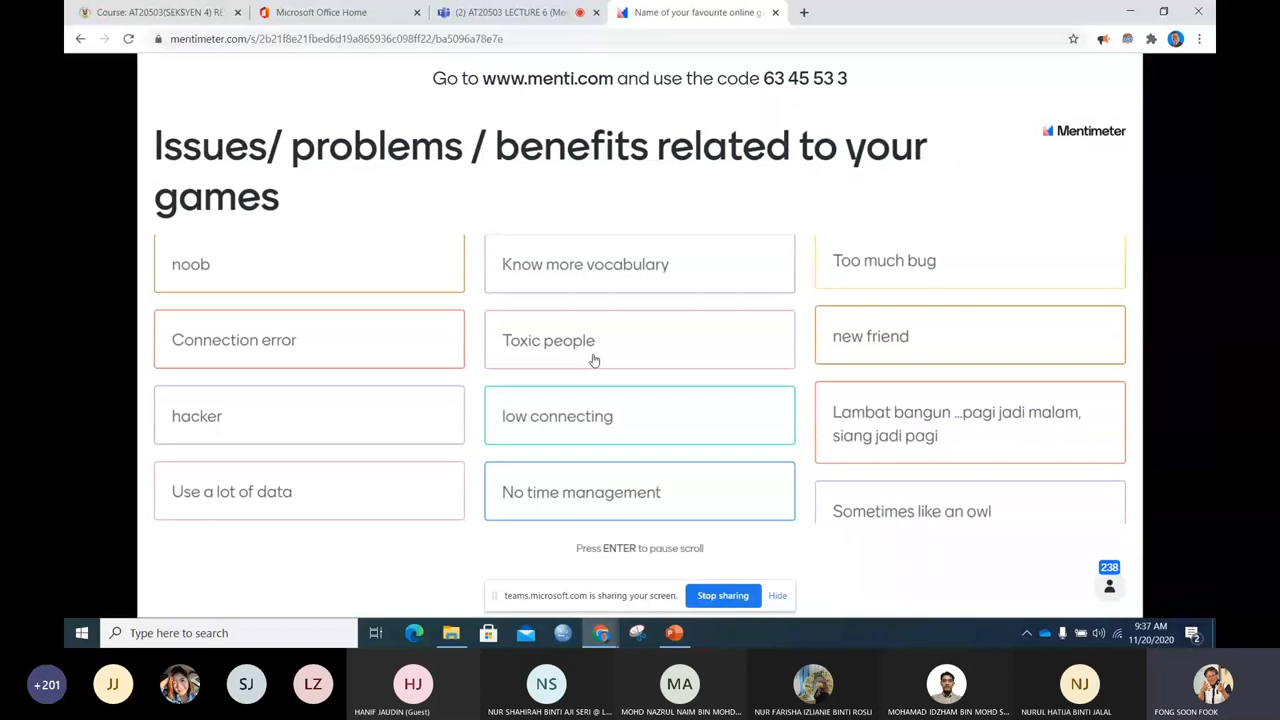 Course: AT20503(SEKSYEN 4) RE
Microsoft Office Home
(2) AT20503 LECTURE 6 (Me
Name of your favourite online g
mentimeter.com/s/2b21f8e21fbed6d19a865936c098ff22/ba5096a78e7e
Go to www.menti.com and use the code 63 45 53 3
Mentimeter
Issues/ problems / benefits related to your
games
noob
Know more vocabulary
Too much bug
Connection error
Toxic people
new friend
hacker
low connecting
Lambat bangun ...pagi jadi malam,
siang jadi pagi
Use a lot of data
No time management
Sometimes like an owl
Press ENTER to pause scroll
238
teams.microsoft.com is sharing your screen.
Stop sharing
Hide
Type here to search
9:37 AM
11/20/2020
2
+201
JJ
SJ
LZ
HJ
NS
MA
NJ
HANIF JAUDIN (Guest)
NUR SHAHIRAH BINTI AJI SERI @ L...
MOHD NAZRUL NAIM BIN MOHD...
NUR FARISHA IZLIANIE BINTI ROSLI
MOHAMAD IDZHAM BIN MOHD S...
NURUL HATIJA BINTI JALAL
FONG SOON FOOK